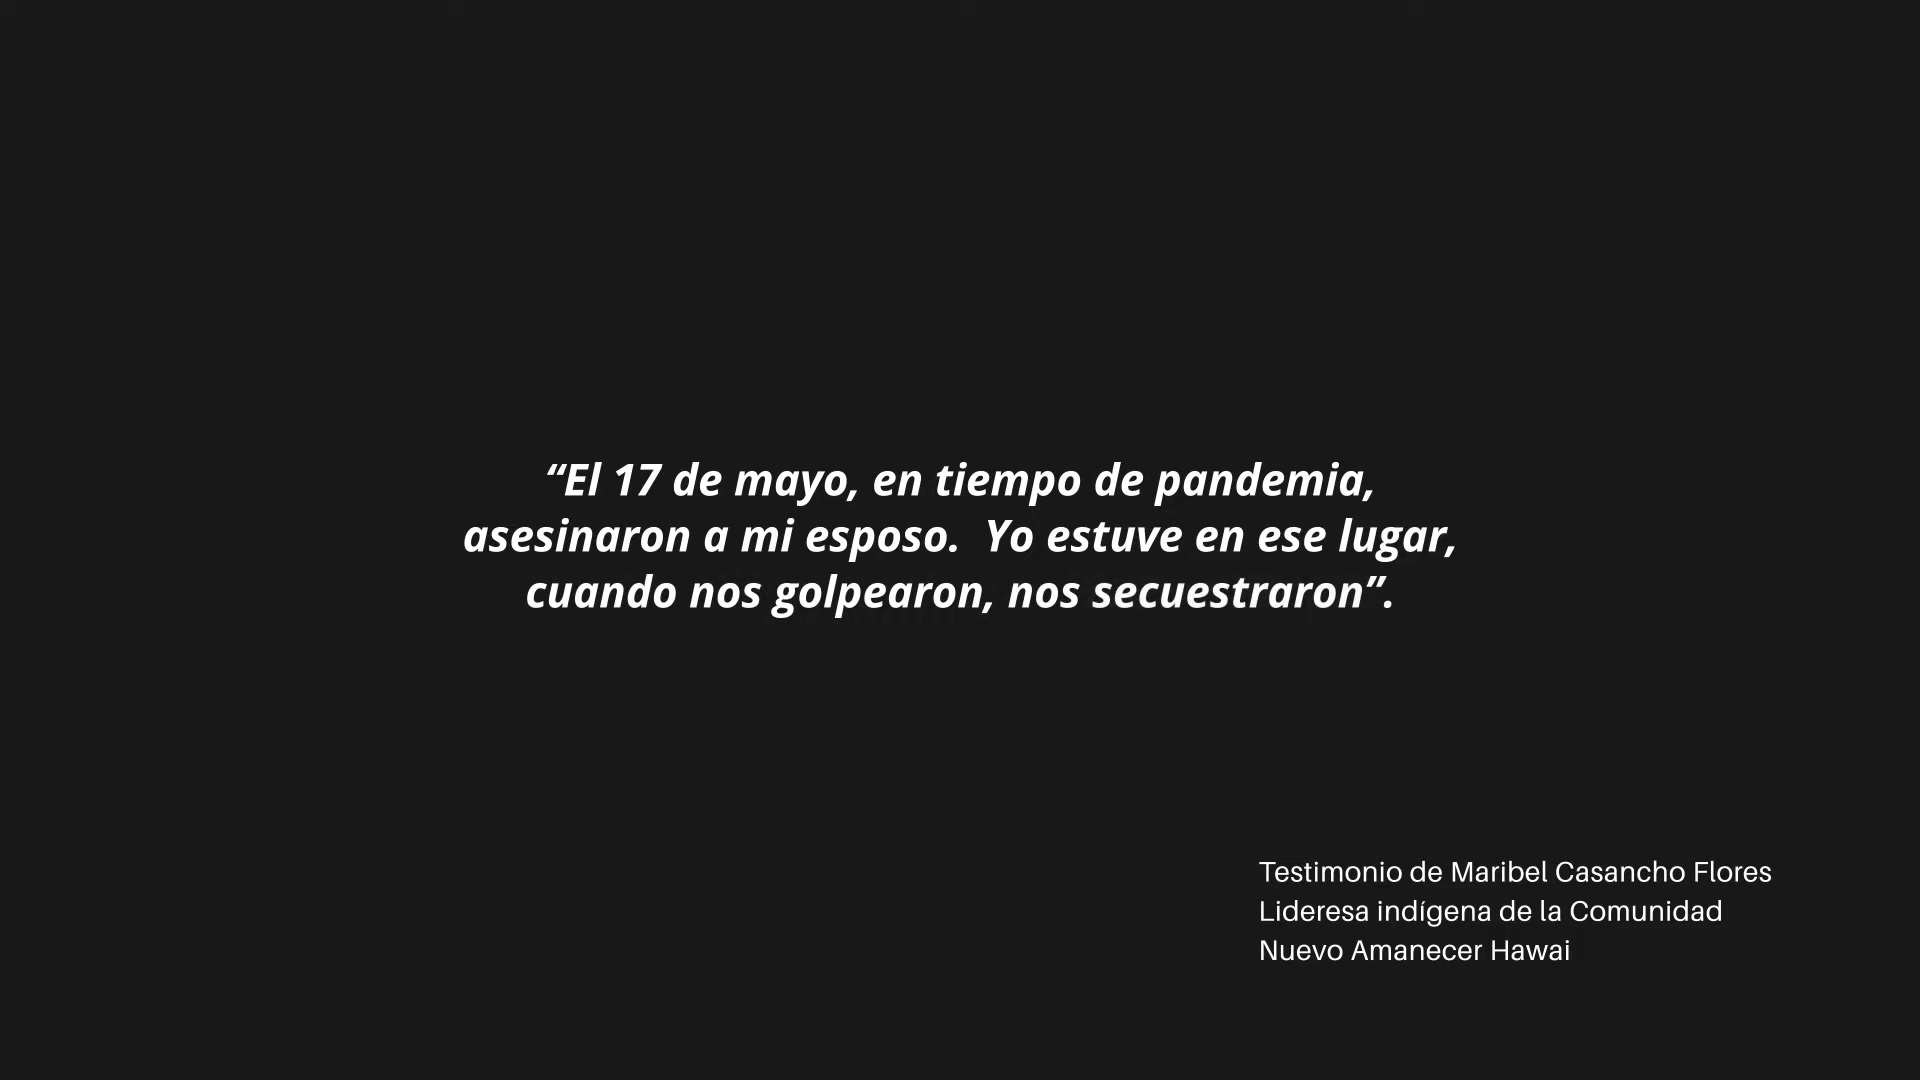 “El 17 de mayo, en tiempo de pandemia,
asesinaron a mi esposo.  Yo estuve en ese lugar,
cuando nos golpearon, nos secuestraron”.
Testimonio de Maribel Casancho Flores
Lideresa indígena de la Comunidad
Nuevo Amanecer Hawai